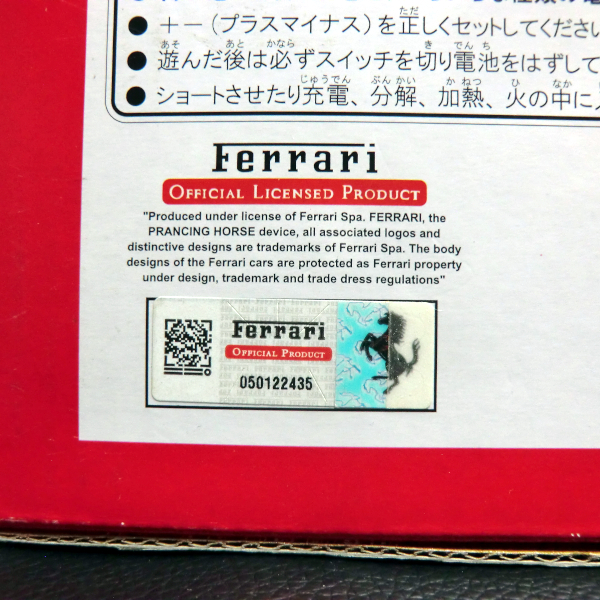 ●＋－(プラスマイナス)を正しくセットしてください
●遊んだ後は必ずスイッチを切り電池をはずして
●ショートさせたり充電、分解、加熱、火の中に
Ferrari
OFFICIAL LICENSED PRODUCT
"Produced under license of Ferrari Spa. FERRARI, the
PRANCING HORSE device, all associated logos and
distinctive designs are trademarks of Ferrari Spa. The body
designs of the Ferrari cars are protected as Ferrari property
under design, trademark and trade dress regulations"
Ferrari
OFFICIAL PRODUCT
050122435